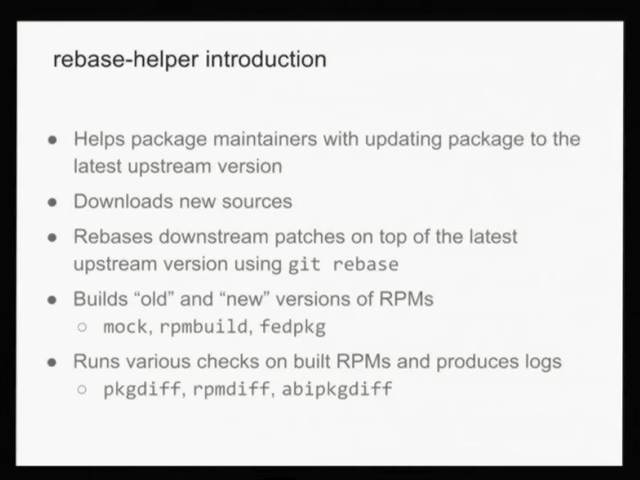 rebase-helper introduction
● Helps package maintainers with updating package to the
latest upstream version
● Downloads new sources
● Rebases downstream patches on top of the latest
upstream version using git rebase
● Builds “old” and “new” versions of RPMs
○ mock, rpmbuild, fedpkg
● Runs various checks on built RPMs and produces logs
○ pkgdiff, rpmdiff, abipkgdiff